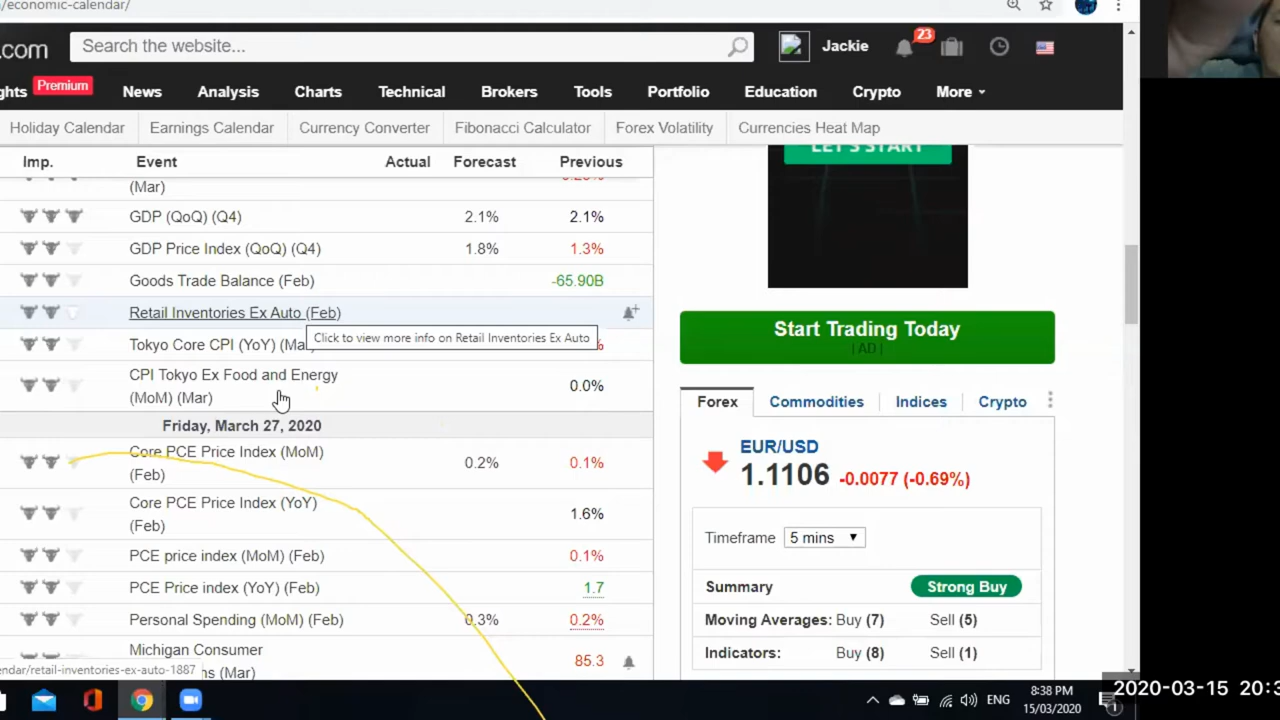 /economic-calendar/
.com
Search the website...
Jackie
23
ghts
Premium
News
Analysis
Charts
Technical
Brokers
Tools
Portfolio
Education
Crypto
More
Holiday Calendar
Earnings Calendar
Currency Converter
Fibonacci Calculator
Forex Volatility
Currencies Heat Map
Imp. Event Actual Forecast Previous
(Mar)
GDP (QoQ) (Q4) 2.1% 2.1%
GDP Price Index (QoQ) (Q4) 1.8% 1.3%
Goods Trade Balance (Feb) -65.90B
Retail Inventories Ex Auto (Feb)
Click to view more info on Retail Inventories Ex Auto
Tokyo Core CPI (YoY) (Ma %
CPI Tokyo Ex Food and Energy
(MoM) (Mar) 0.0%
Friday, March 27, 2020
Core PCE Price Index (MoM)
(Feb) 0.2% 0.1%
Core PCE Price Index (YoY)
(Feb) 1.6%
PCE price index (MoM) (Feb) 0.1%
PCE Price index (YoY) (Feb) 1.7
Personal Spending (MoM) (Feb) 0.3% 0.2%
Michigan Consumer
ns (Mar) 85.3
endar/retail-inventories-ex-auto-1887
LET'S START
Start Trading Today
| AD |
Forex
Commodities
Indices
Crypto
EUR/USD
1.1106 -0.0077 (-0.69%)
Timeframe 5 mins
Summary Strong Buy
Moving Averages: Buy (7) Sell (5)
Indicators: Buy (8) Sell (1)
ENG
8:38 PM
15/03/2020
1
2020-03-15 20:3